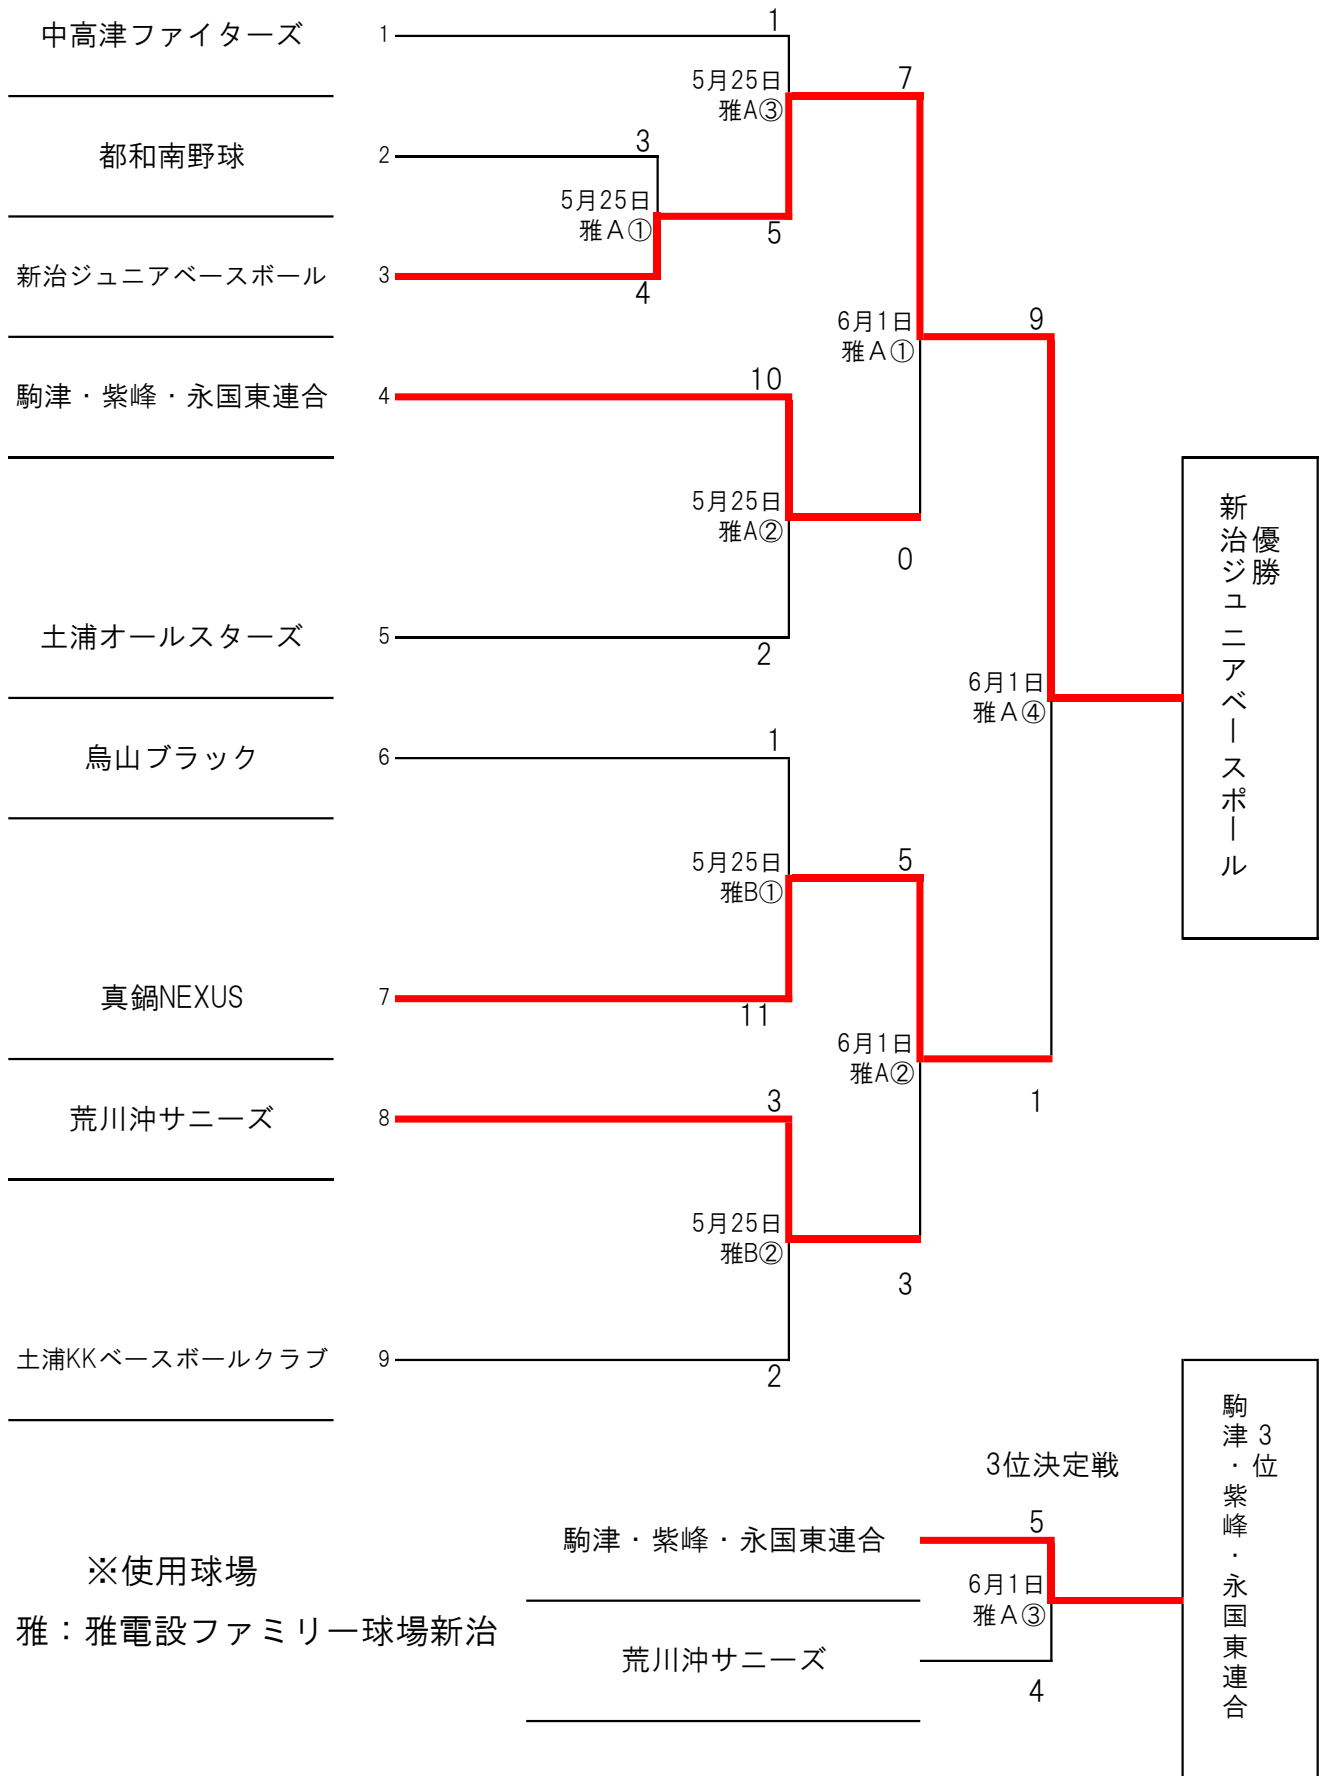 中高津ファイターズ
1
1
5月25日
雅A③
7
都和南野球
2
3
5月25日
雅A①
5
新治ジュニアベースボール
3
4
6月1日
雅A①
9
駒津・紫峰・永国東連合
4
10
5月25日
雅A②
0
土浦オールスターズ
5
2
6月1日
雅A④
優勝
新治ジュニアベースボール
烏山ブラック
6
1
5月25日
雅B①
5
真鍋NEXUS
7
11
6月1日
雅A②
1
荒川沖サニーズ
8
3
5月25日
雅B②
3
土浦KKベースボールクラブ
9
2
3位決定戦
駒津・紫峰・永国東連合
5
6月1日
雅A③
荒川沖サニーズ
4
3位
駒津・紫峰・永国東連合
※使用球場
雅：雅電設ファミリー球場新治